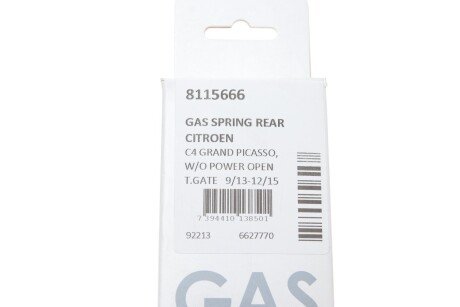 8115666
GAS SPRING REAR
CITROEN
C4 GRAND PICASSO,
W/O POWER OPEN
T.GATE 9/13-12/15
7 394410 138501
92213 6627770
GAS